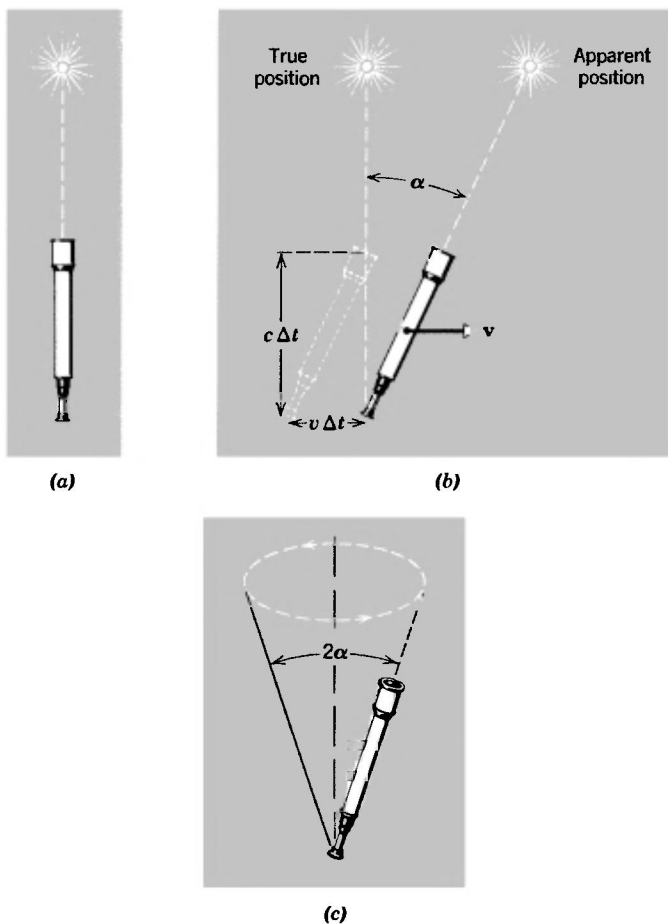 True
position
Apparent
position
α
c Δt
v
v Δt
(a)
(b)
2α
(c)